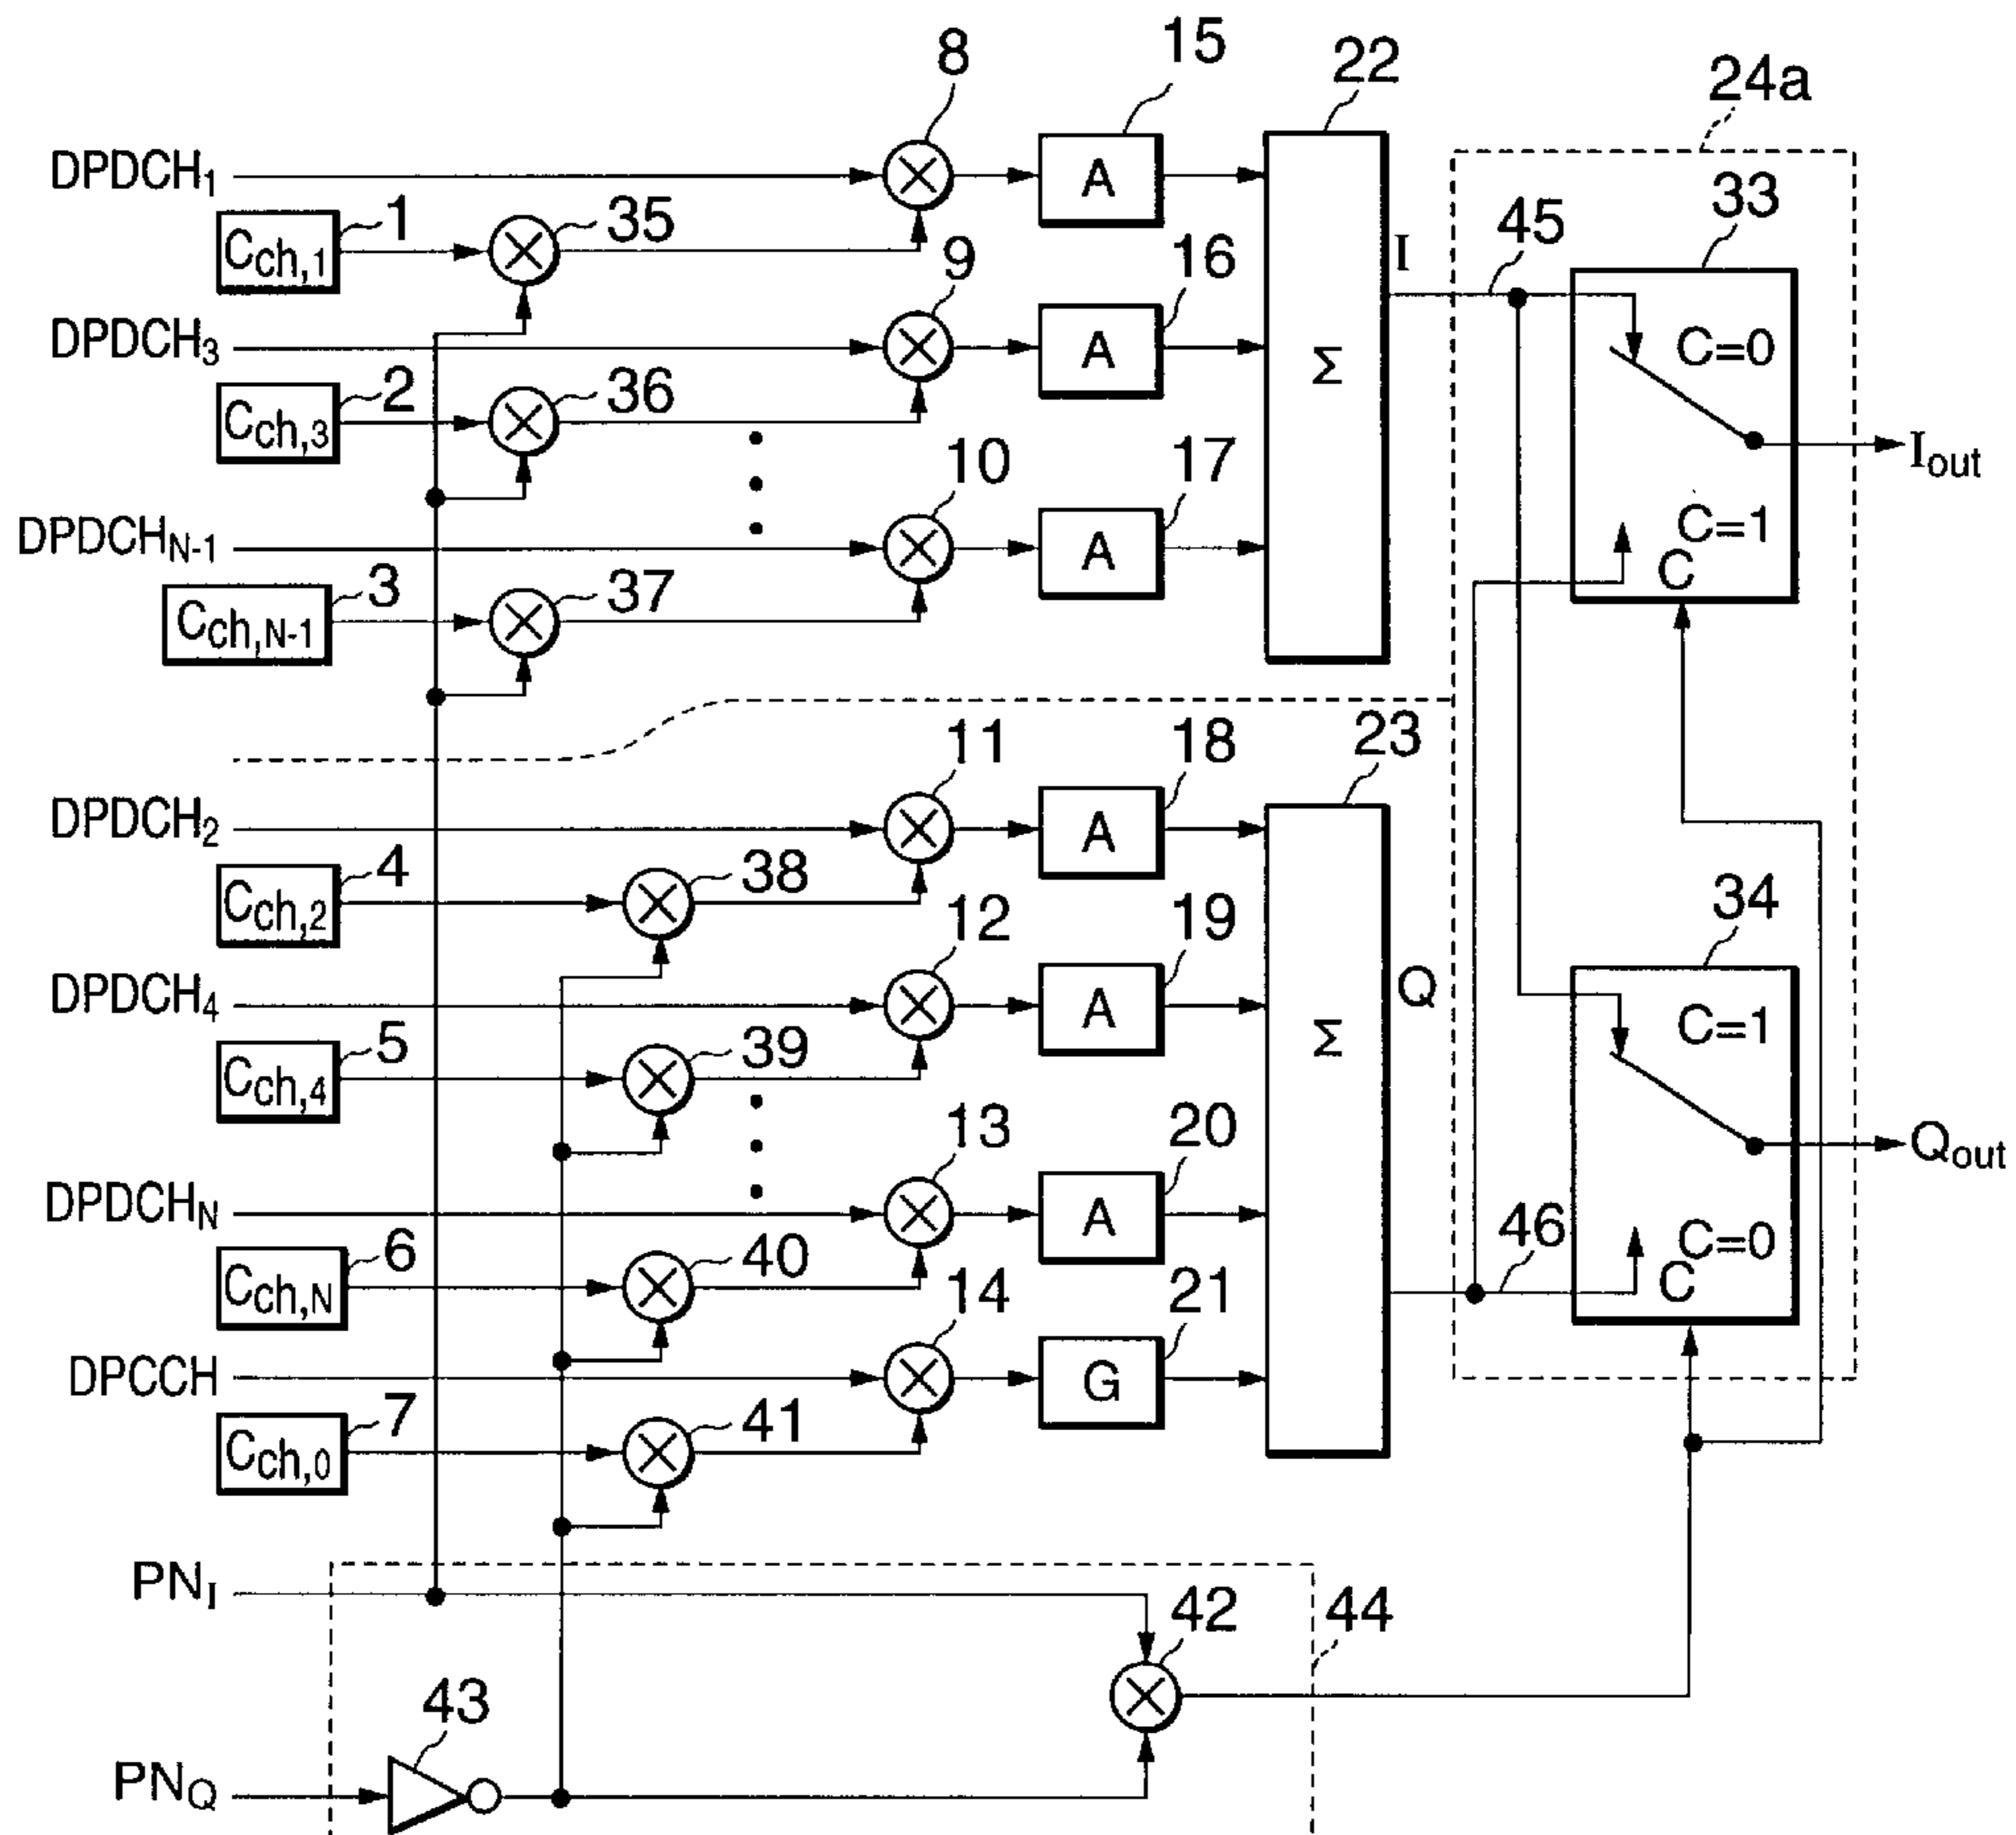 8
15
22
24a
DPDCH1
A
33
1
35
45
Cch,1
I
9
16
C=0
DPDCH3
A
Σ
2
36
Iout
Cch,3
10
17
C=1
DPDCHN-1
A
C
3
37
Cch,N-1
11
18
23
DPDCH2
A
4
38
34
Cch,2
12
19
Q
C=1
DPDCH4
A
Σ
5
39
Cch,4
13
20
Qout
DPDCHN
A
46
C=0
6
40
14
21
C
Cch,N
DPCCH
G
7
41
Cch,0
PNI
42
44
43
PNQ